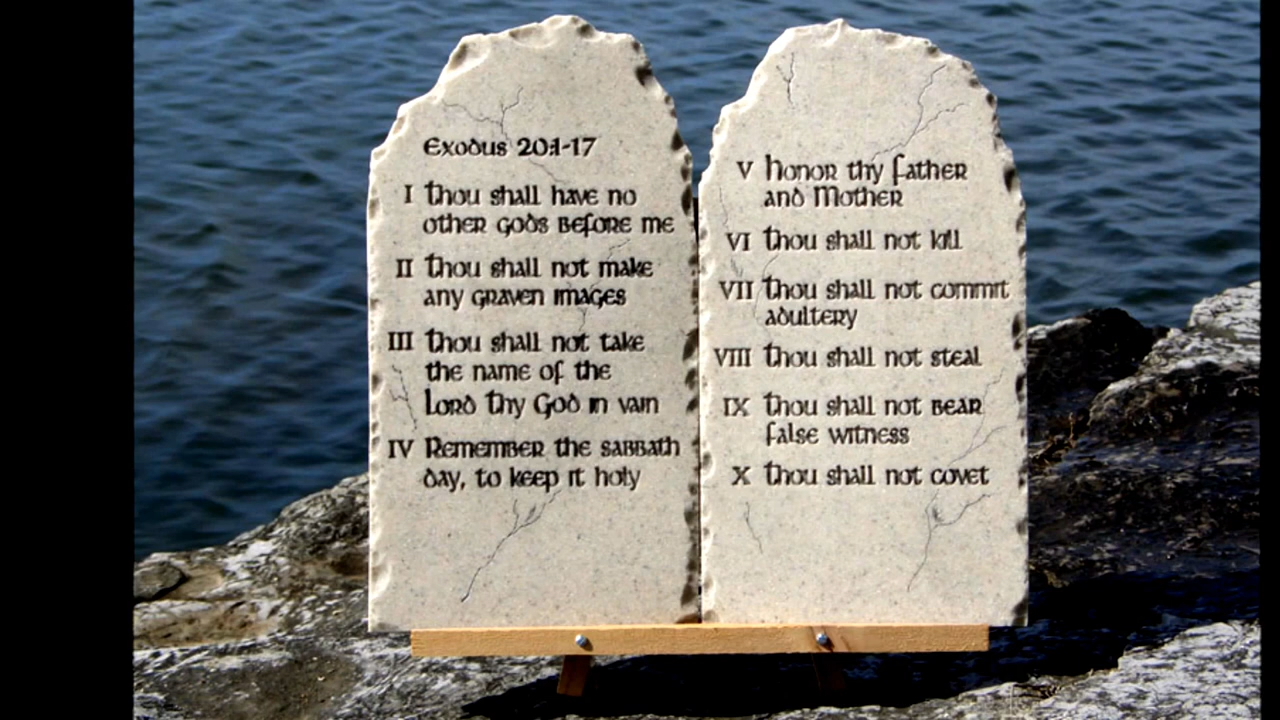 Exodus 20:1-17
I Thou shall have no
other gods before me
II Thou shall not make
any graven images
III Thou shall not take
the name of the
Lord thy God in vain
IV Remember the sabbath
day, to keep it holy
V Honor thy father
and Mother
VI Thou shall not kill
VII Thou shall not commit
adultery
VIII Thou shall not steal
IX Thou shall not bear
false witness
X Thou shall not covet